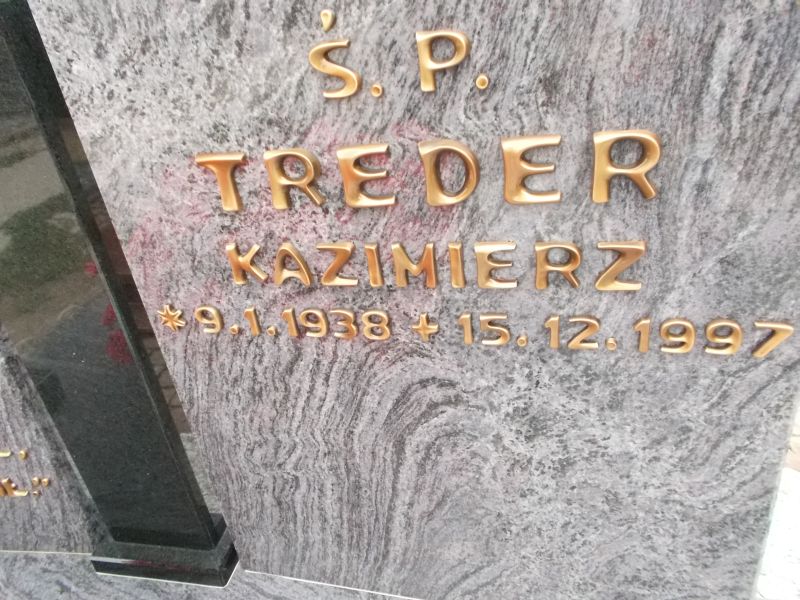 Ś. P.
TREDER
KAZIMIERZ
* 9.1.1938 + 15.12.1997